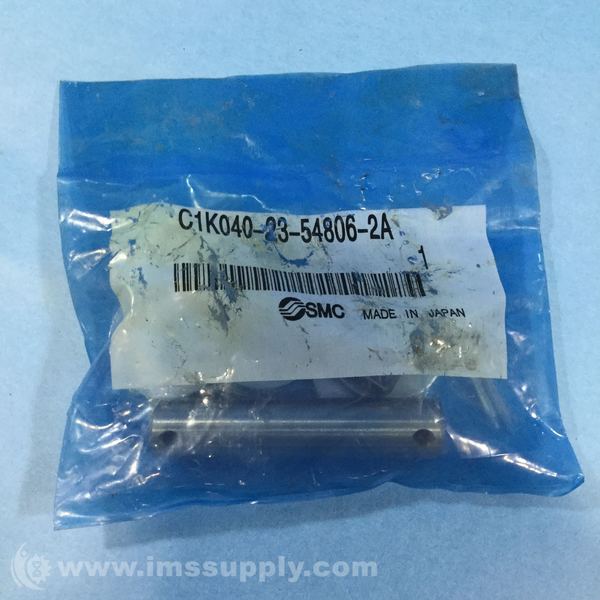 C1K040-23-54806-2A
1
SMC MADE IN JAPAN
www.imssupply.com